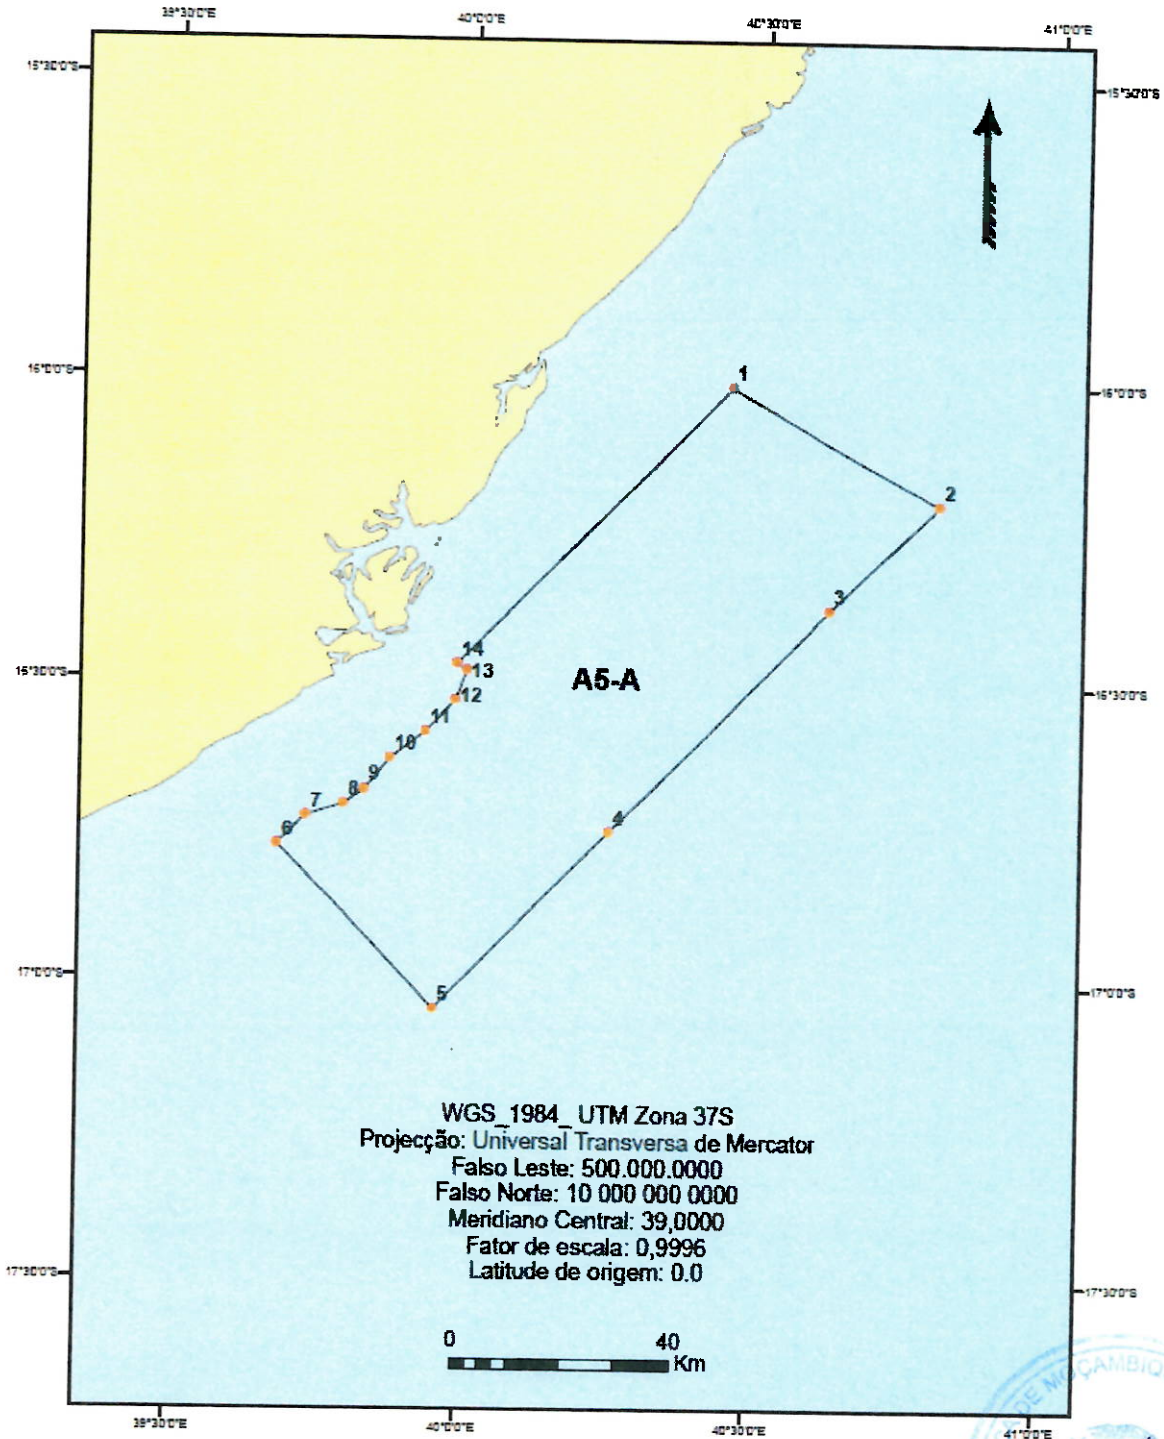 39°30'0"E
40°0'0"E
40°30'0"E
41°0'0"E
15°30'0"S
15°30'0"S
16°0'0"S
16°0'0"S
1
2
3
14
13
A5-A
12
11
10
9
8
7
6
4
5
16°30'0"S
16°30'0"S
17°0'0"S
17°0'0"S
WGS_1984_ UTM Zona 37S
Projecção: Universal Transversa de Mercator
Falso Leste: 500.000.0000
Falso Norte: 10 000 000 0000
Meridiano Central: 39,0000
Fator de escala: 0,9996
Latitude de origem: 0.0
17°30'0"S
17°30'0"S
0 40
Km
DE MOÇAMBIQ
39°30'0"E
40°0'0"E
40°30'0"E
41°0'0"E